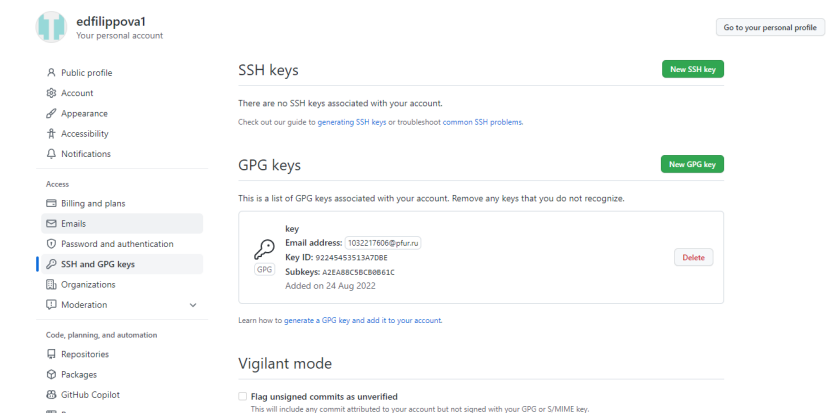 edfilippova1
Your personal account
Go to your personal profile
Public profile
Account
Appearance
Accessibility
Notifications
Access
Billing and plans
Emails
Password and authentication
SSH and GPG keys
Organizations
Moderation
Code, planning, and automation
Repositories
Packages
GitHub Copilot
SSH keys
New SSH key
There are no SSH keys associated with your account.
Check out our guide to generating SSH keys or troubleshoot common SSH problems.
GPG keys
New GPG key
This is a list of GPG keys associated with your account. Remove any keys that you do not recognize.
key
Email address: 1032217606@pfur.ru
Key ID: 92245453513A7DBE
GPG
Subkeys: A2EA88C5BCB0B61C
Added on 24 Aug 2022
Delete
Learn how to generate a GPG key and add it to your account.
Vigilant mode
Flag unsigned commits as unverified
This will include any commit attributed to your account but not signed with your GPG or S/MIME key.